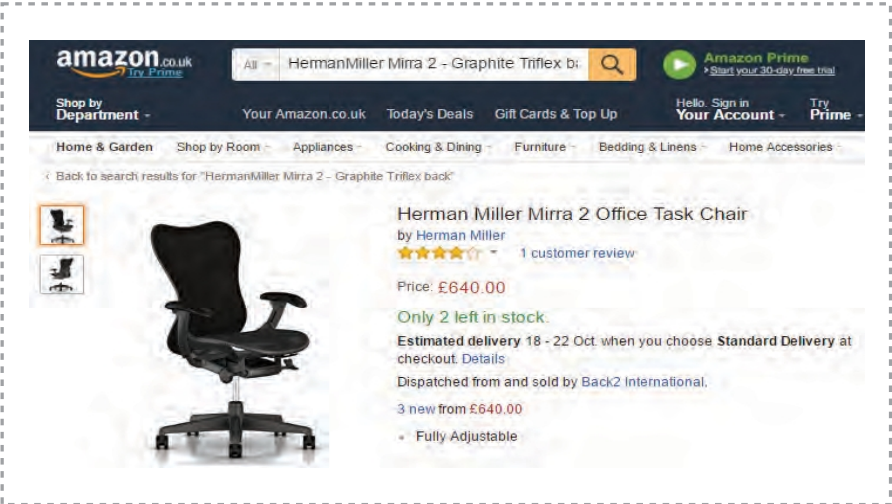 amazon.co.uk
Try Prime
All
HermanMiller Mirra 2 - Graphite Triflex ba
Amazon Prime
›Start your 30-day free trial
Shop by
Department
Your Amazon.co.uk Today's Deals Gift Cards & Top Up
Hello. Sign in
Your Account
Try
Prime
Home & Garden Shop by Room Appliances Cooking & Dining Furniture Bedding & Linens Home Accessories
‹ Back to search results for "HermanMiller Mirra 2 - Graphite Triflex back"
Herman Miller Mirra 2 Office Task Chair
by Herman Miller
1 customer review
Price: £640.00
Only 2 left in stock.
Estimated delivery 18 - 22 Oct. when you choose Standard Delivery at
checkout. Details
Dispatched from and sold by Back2 International.
3 new from £640.00
• Fully Adjustable